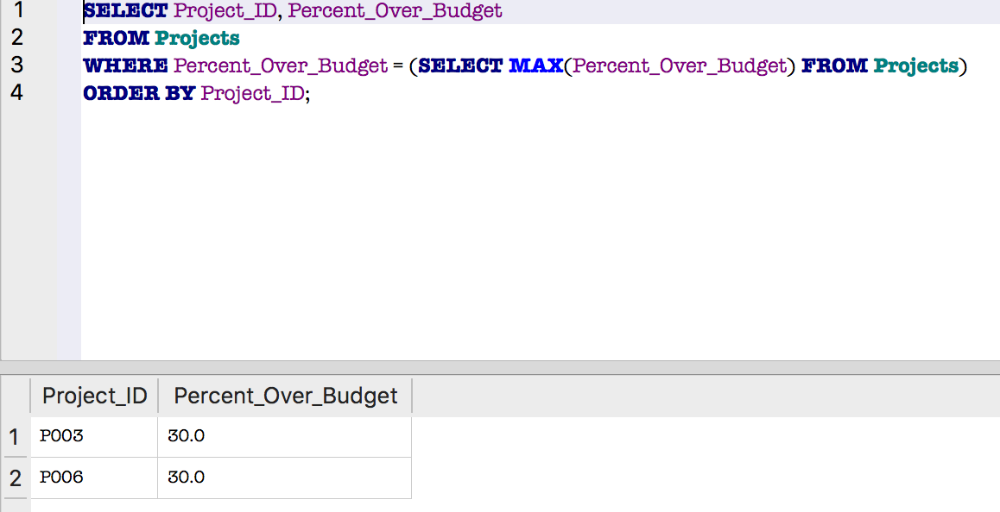 1 SELECT Project_ID, Percent_Over_Budget
2 FROM Projects
3 WHERE Percent_Over_Budget = (SELECT MAX(Percent_Over_Budget) FROM Projects)
4 ORDER BY Project_ID;
Project_ID Percent_Over_Budget
1 P003 30.0
2 P006 30.0